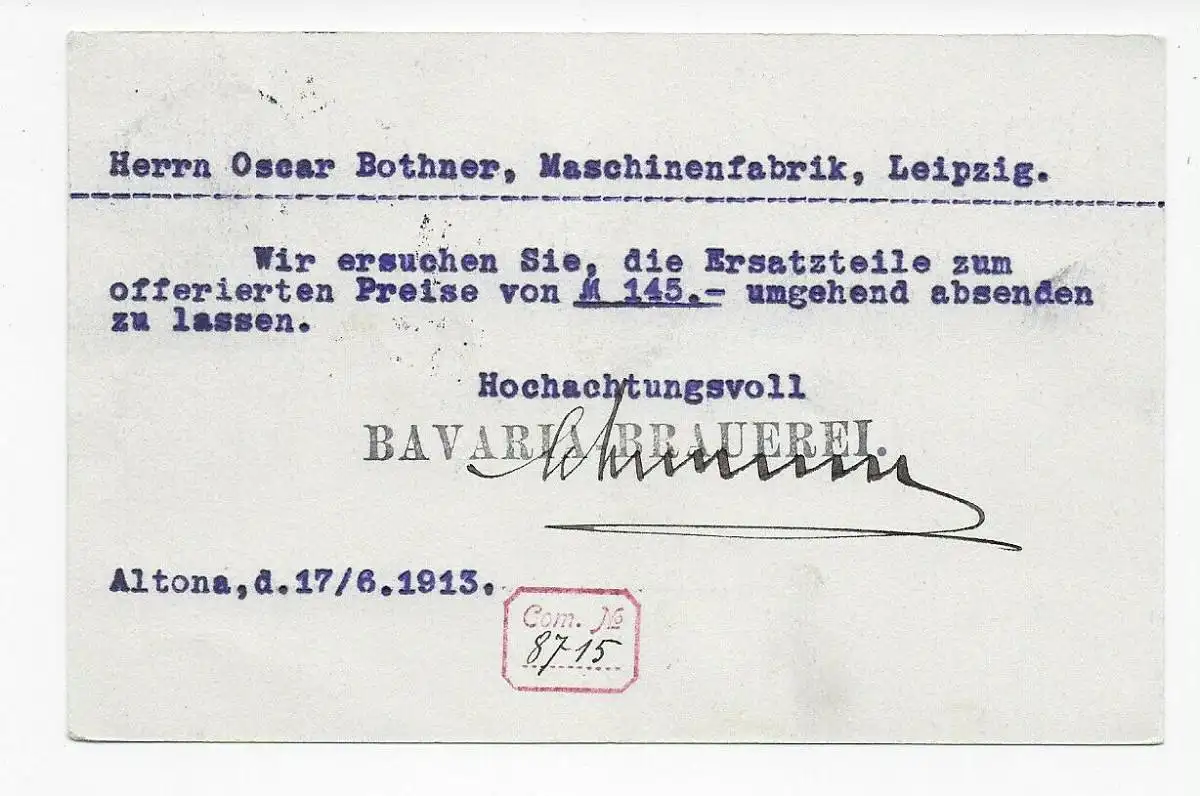 Herrn Oscar Bothner, Maschinenfabrik, Leipzig.
Wir ersuchen Sie, die Ersatzteile zum
offerierten Preise von M 145.- umgehend absenden
zu lassen.
Hochachtungsvoll
BAVARIA-BRAUEREI.
Altona,d.17/6.1913.
Com. №
8715